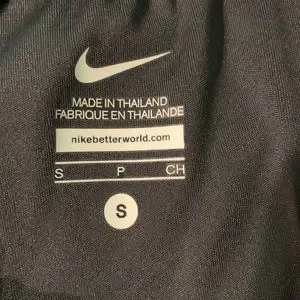 MADE IN THAILAND
FABRIQUE EN THAILANDE
nikebetterworld.com
S P CH
S